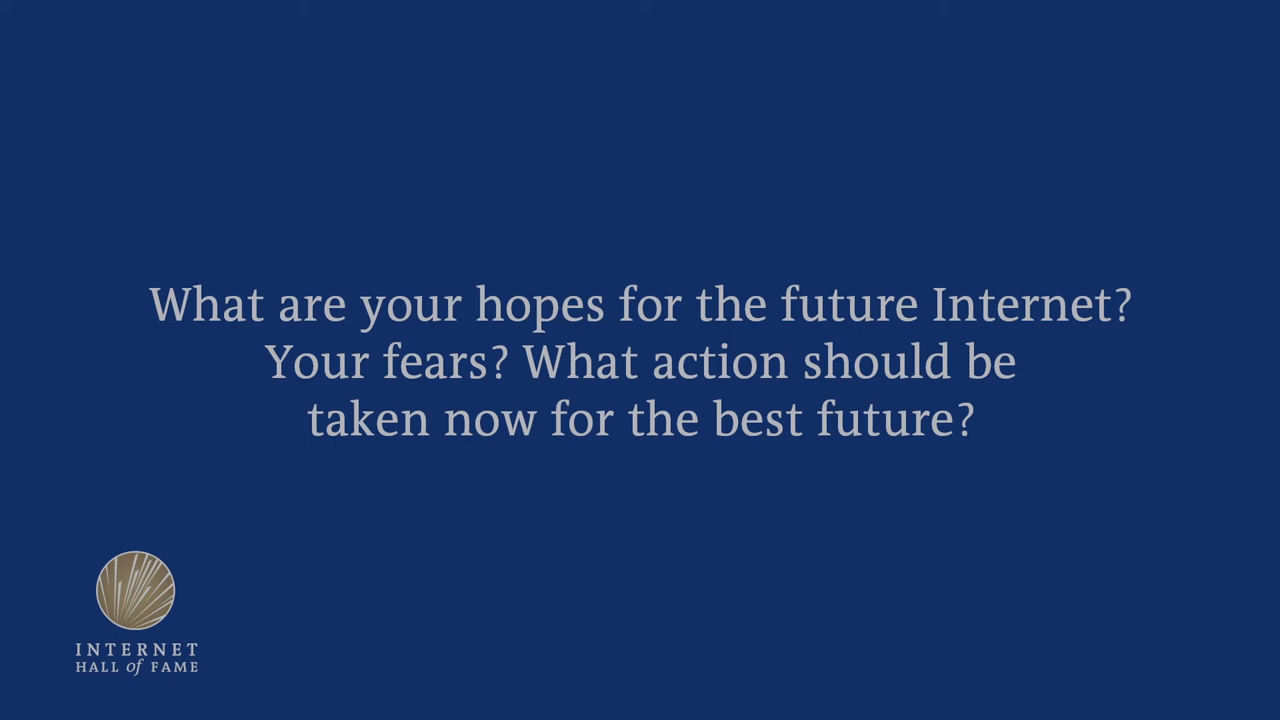 What are your hopes for the future Internet?
Your fears? What action should be
taken now for the best future?
INTERNET
HALL of FAME